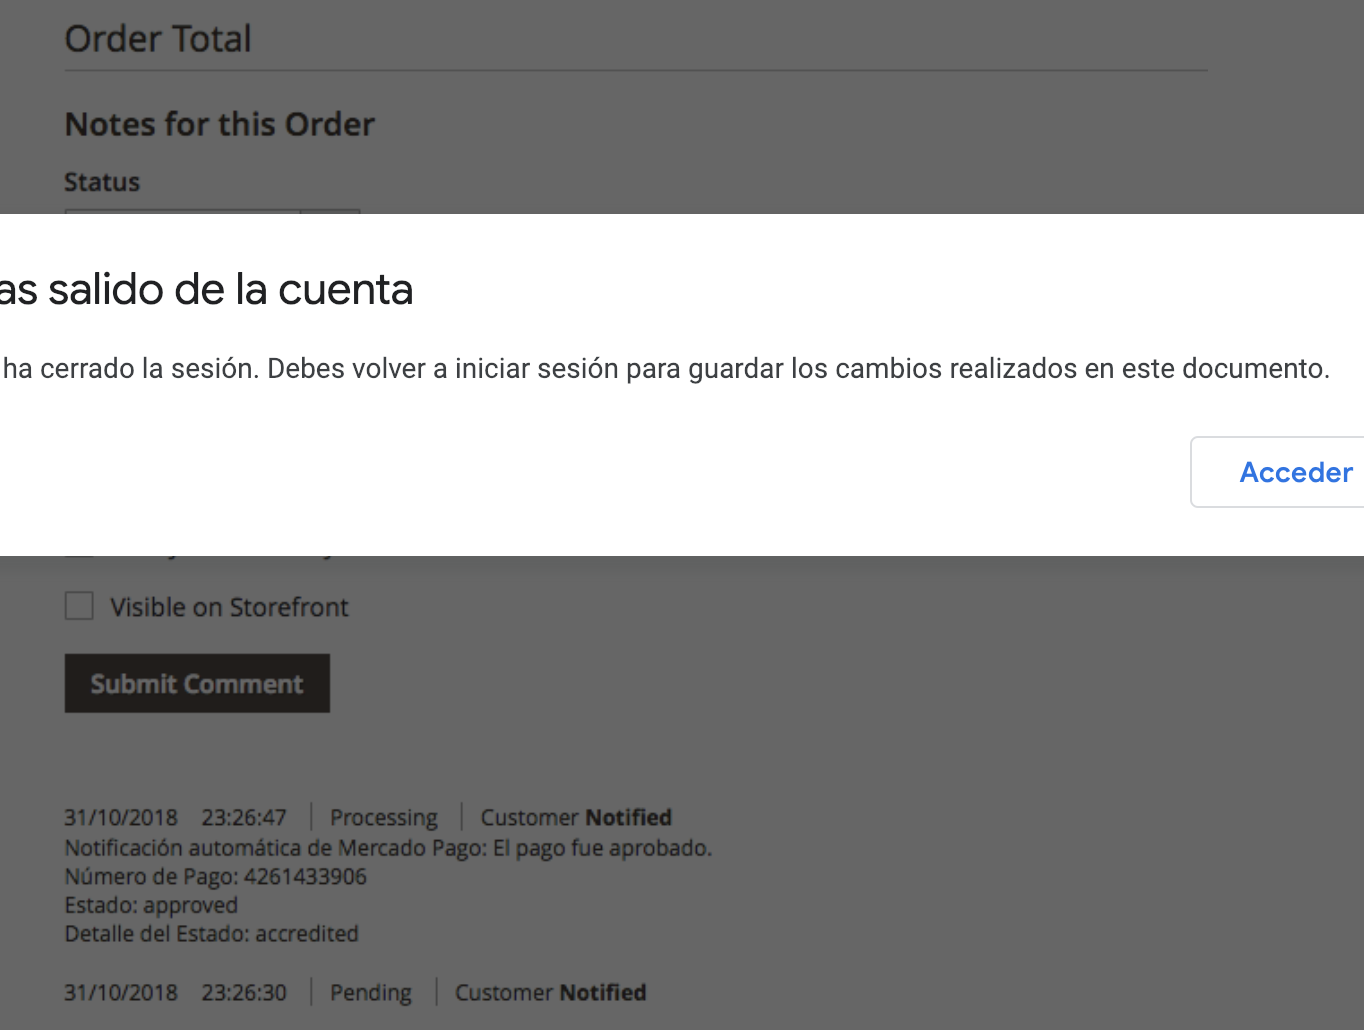 Order Total
Notes for this Order
Status
as salido de la cuenta
ha cerrado la sesión. Debes volver a iniciar sesión para guardar los cambios realizados en este documento.
Acceder
Visible on Storefront
Submit Comment
31/10/2018 23:26:47 | Processing | Customer Notified
Notificación automática de Mercado Pago: El pago fue aprobado.
Número de Pago: 4261433906
Estado: approved
Detalle del Estado: accredited
31/10/2018 23:26:30 | Pending | Customer Notified